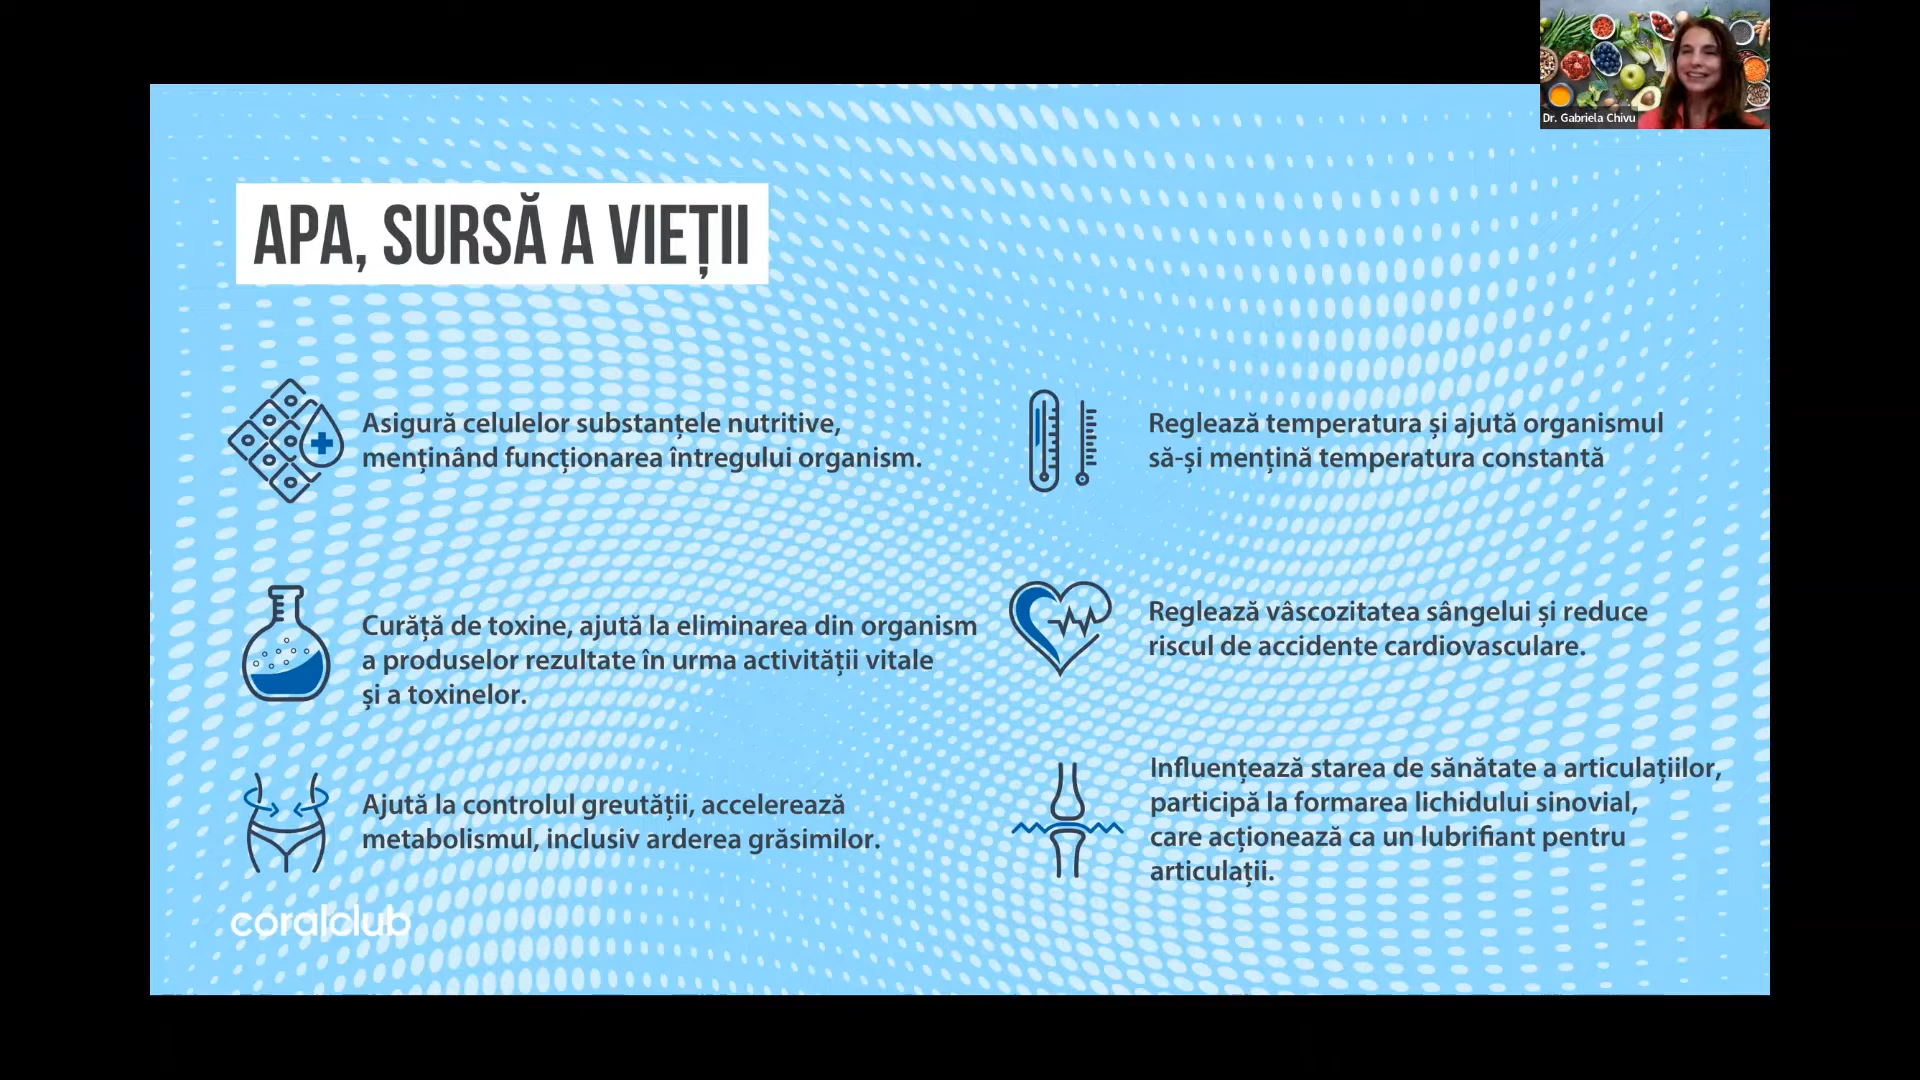 Dr. Gabriela Chivu
APA, SURSĂ A VIEȚII
Asigură celulelor substanțele nutritive,
menținând funcționarea întregului organism.
Curăță de toxine, ajută la eliminarea din organism
a produselor rezultate în urma activității vitale
și a toxinelor.
Ajută la controlul greutății, accelerează
metabolismul, inclusiv arderea grăsimilor.
Reglează temperatura și ajută organismul
să-și mențină temperatura constantă
Reglează vâscozitatea sângelui și reduce
riscul de accidente cardiovasculare.
Influențează starea de sănătate a articulațiilor,
participă la formarea lichidului sinovial,
care acționează ca un lubrifiant pentru
articulații.
coralclub